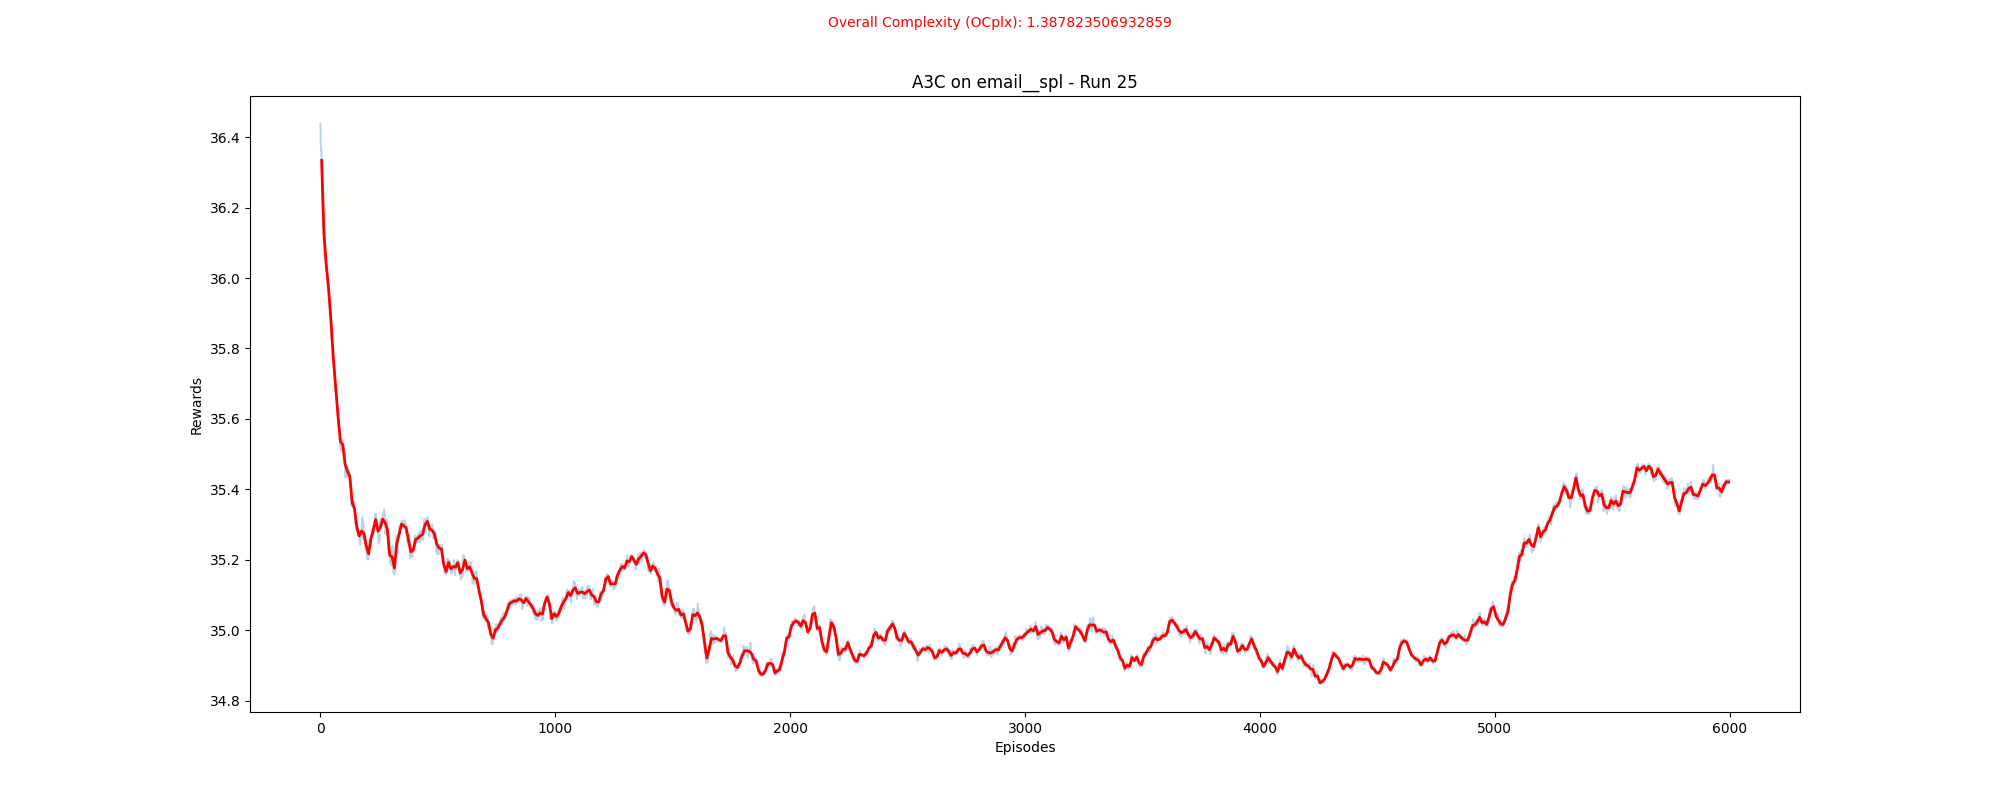 Overall Complexity (OCplx): 1.387823506932859
A3C on email__spl - Run 25
36.4
36.2
36.0
35.8
35.6
35.4
35.2
35.0
34.8
Rewards
0 1000 2000 3000 4000 5000 6000
Episodes